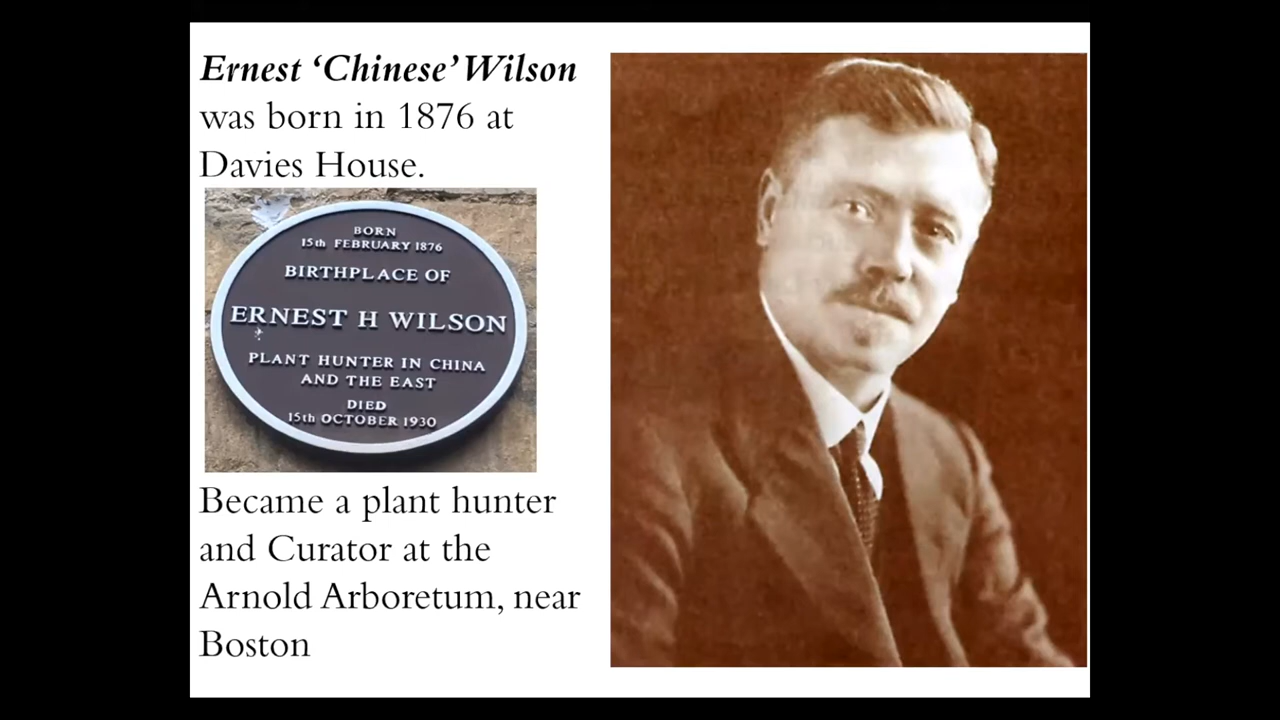 Ernest ‘Chinese’ Wilson
was born in 1876 at
Davies House.
BORN
15th FEBRUARY 1876
BIRTHPLACE OF
ERNEST H WILSON
PLANT HUNTER IN CHINA
AND THE EAST
DIED
15th OCTOBER 1930
Became a plant hunter
and Curator at the
Arnold Arboretum, near
Boston